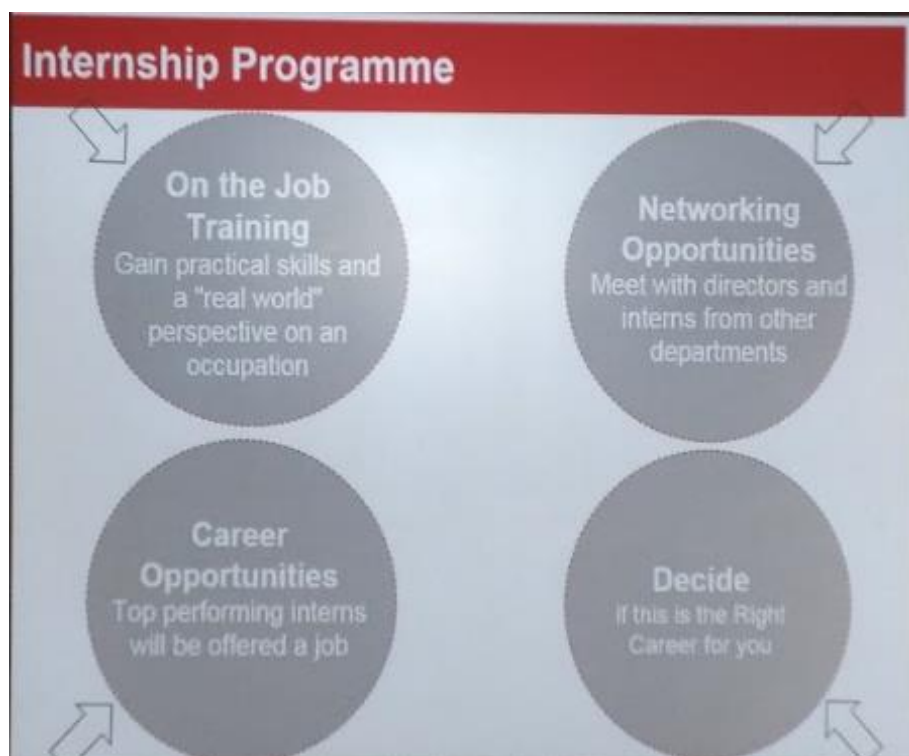 Internship Programme
On the Job
Training
Gain practical skills and
a "real world"
perspective on an
occupation
Networking
Opportunities
Meet with directors and
interns from other
departments
Career
Opportunities
Top performing interns
will be offered a job
Decide
if this is the Right
Career for you